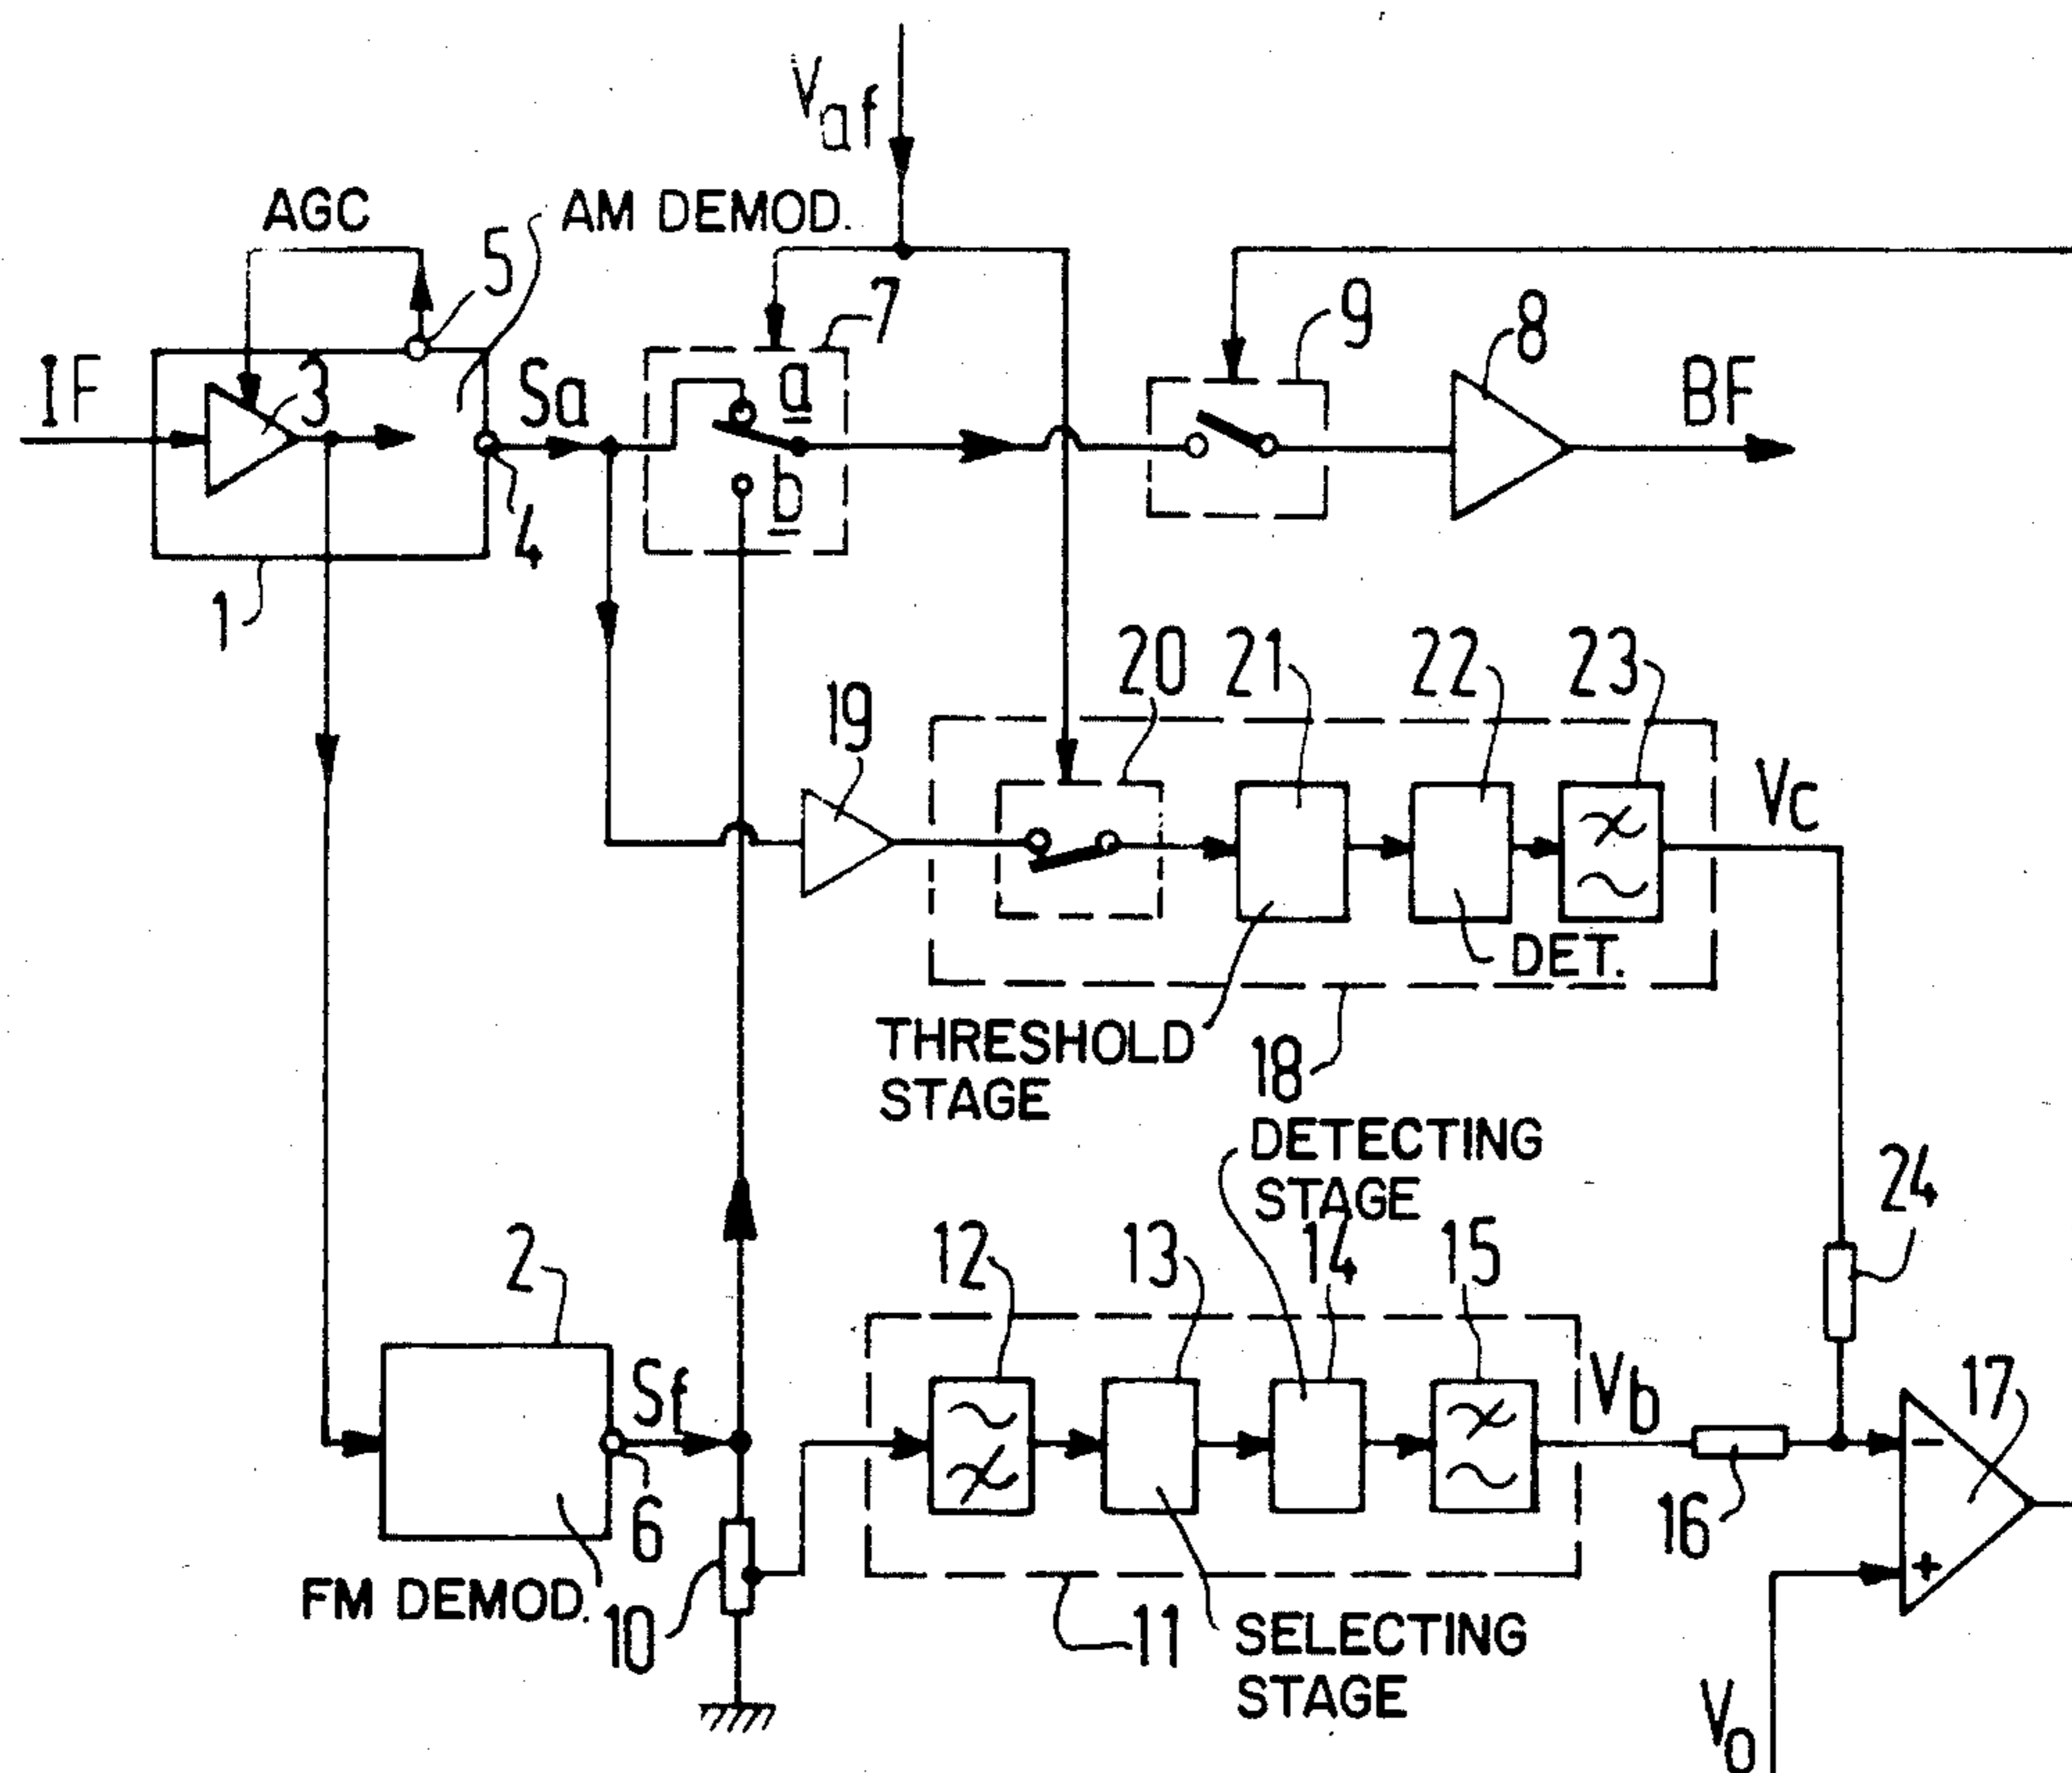 Vaf
AGC
5
AM DEMOD.
7
9
8
IF
3
Sa
a
BF
4
b
1
20
21
22
23
19
Vc
DET.
THRESHOLD
STAGE
18
DETECTING
STAGE
24
2
12
13
14
15
Sf
Vb
17
6
16
FM DEMOD.
10
11
SELECTING
STAGE
−
+
Vo